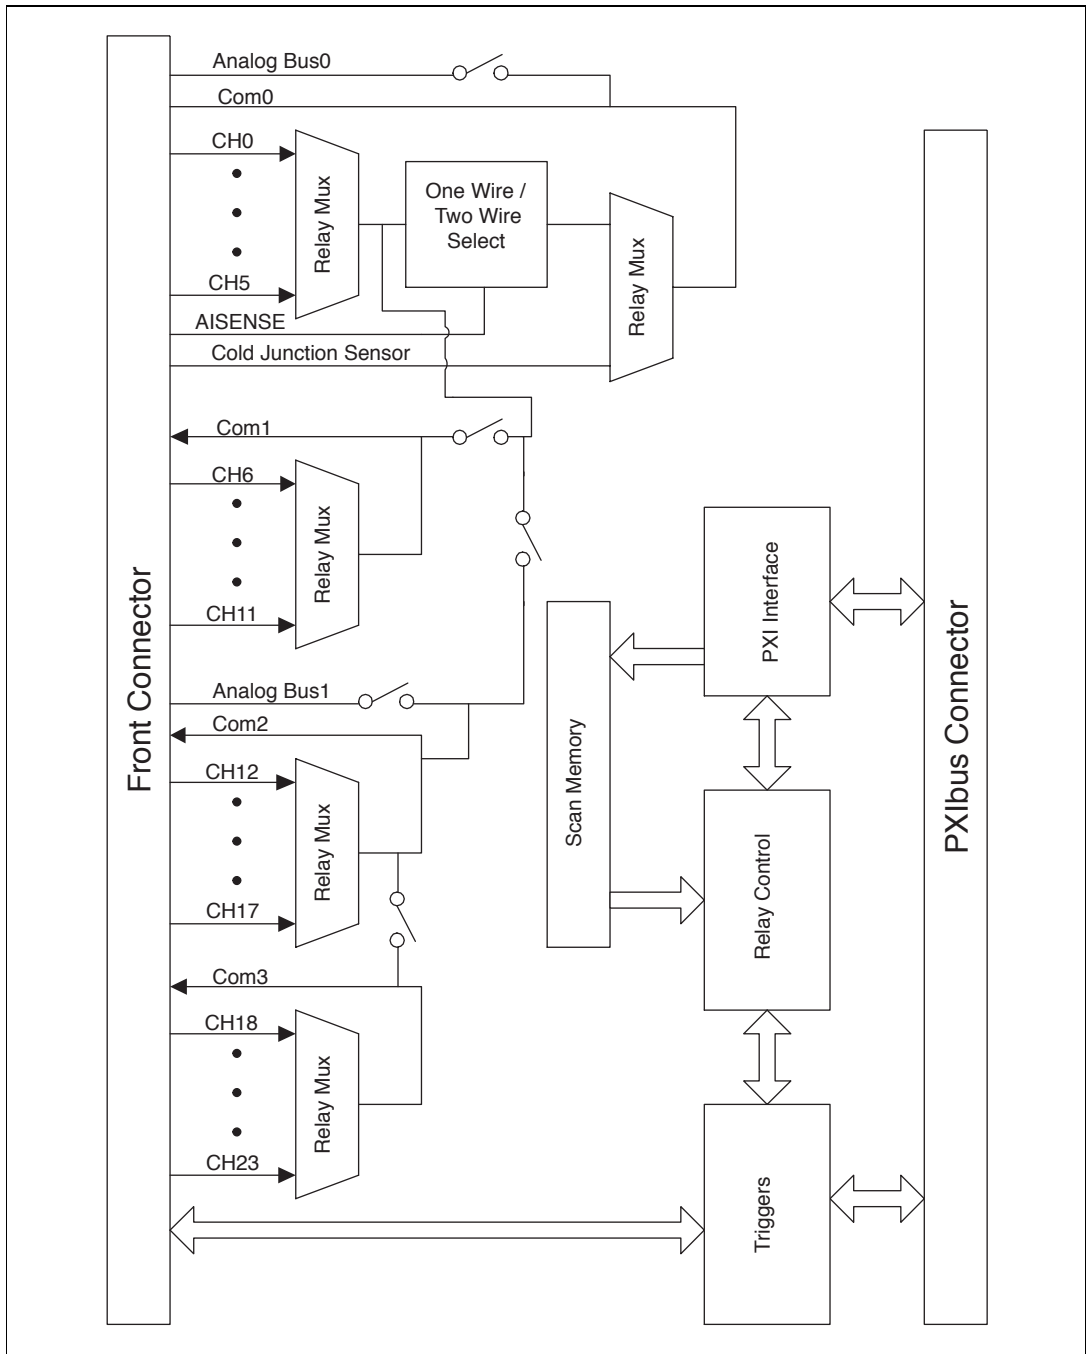 Front Connector
Analog Bus0
Com0
CH0
CH5
Relay Mux
One Wire /
Two Wire
Select
Relay Mux
AISENSE
Cold Junction Sensor
Com1
CH6
CH11
Relay Mux
Analog Bus1
Com2
CH12
CH17
Relay Mux
Com3
CH18
CH23
Relay Mux
Scan Memory
PXI Interface
Relay Control
Triggers
PXIbus Connector